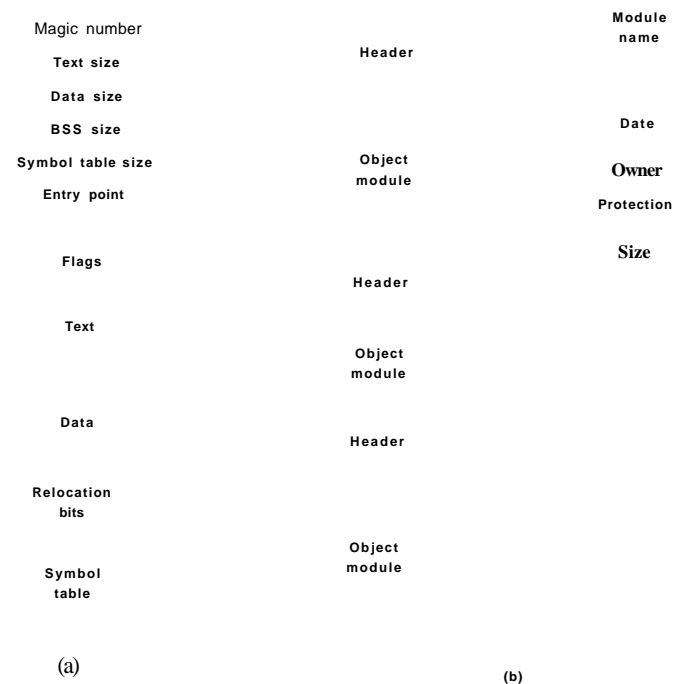 Magic number
Text size
Data size
BSS size
Symbol table size
Entry point
Flags
Text
Data
Relocation
bits
Symbol
table
(a)
Header
Object
module
Header
Object
module
Header
Object
module
Module
name
Date
Owner
Protection
Size
(b)